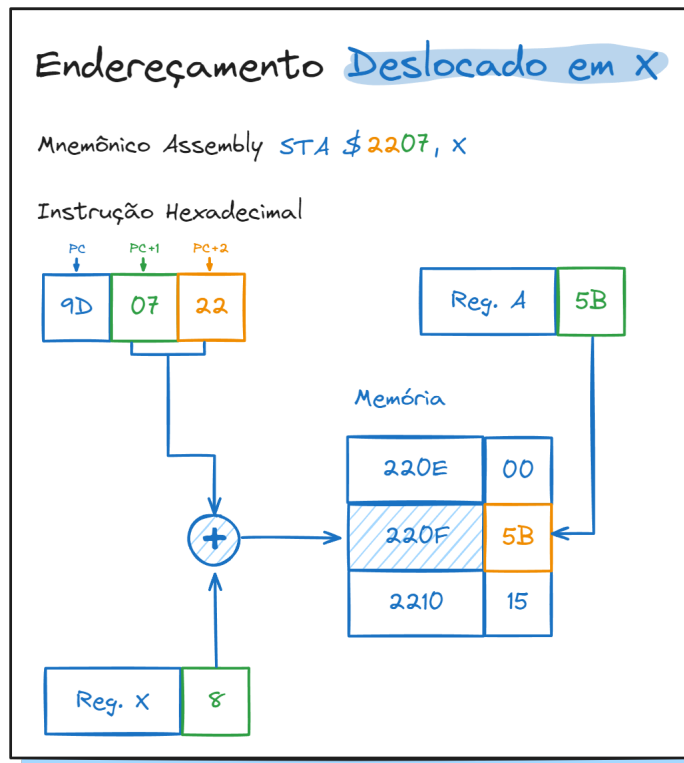 Endereçamento Deslocado em X
Mnemônico Assembly STA $2207, X
Instrução Hexadecimal
PC PC+1 PC+2
9D 07 22
Reg. A 5B
Memória
220E 00
+ 220F 5B
2210 15
Reg. X 8